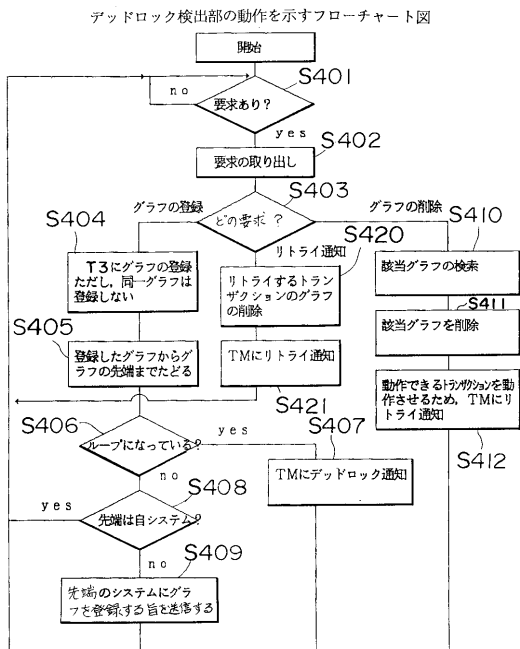 デッドロック検出部の動作を示すフローチャート図
開始
S401
no
要求あり?
yes
S402
要求の取り出し
S403
グラフの登録
どの要求?
グラフの削除
S404
リトライ通知
S420
S410
T3にグラフの登録
ただし,同一グラフは
登録しない
リトライするトラン
ザクションのグラフ
の削除
該当グラフの検索
S411
該当グラフを削除
S405
登録したグラフからグ
ラフの先端までたどる
TMにリトライ通知
S421
動作できるトランザクションを動
作させるため,TMにリ
トライ通知
S412
S406
ループになっている?
yes
S407
TMにデッドロック通知
no
S408
yes
先端は自システム?
no
S409
先端のシステムにグラ
フを登録する旨を送信する